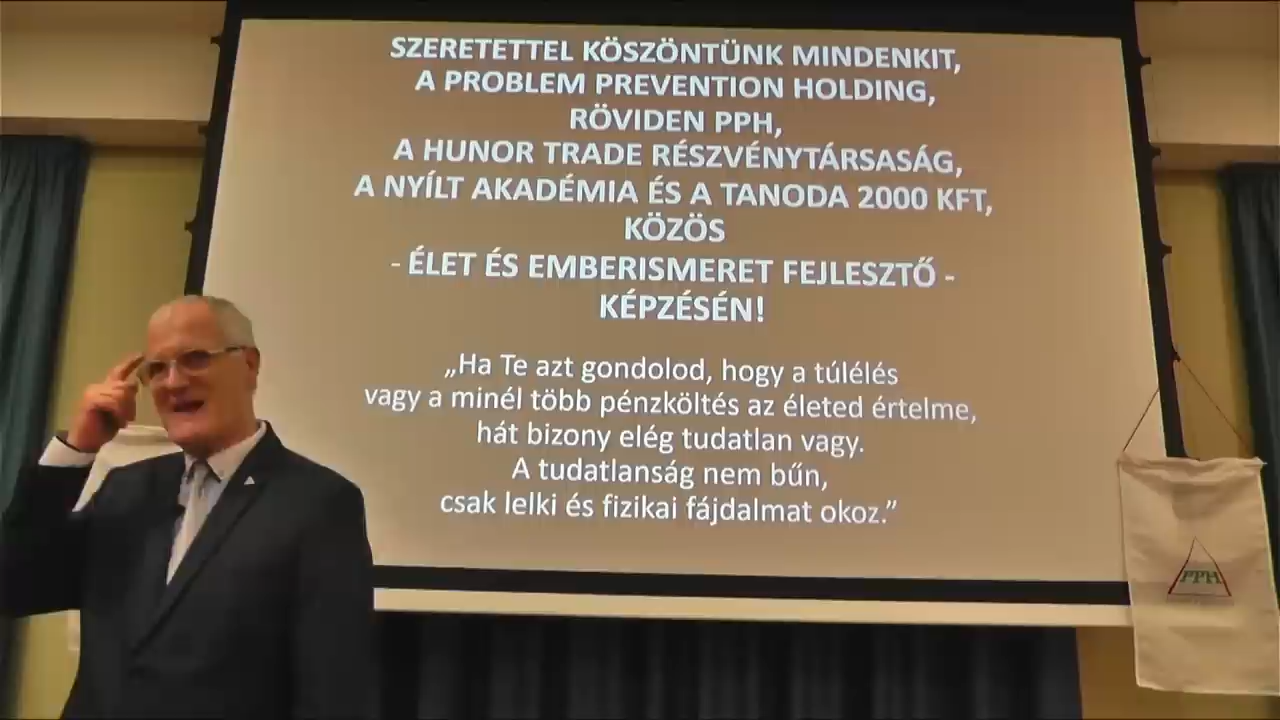 SZERETETTEL KÖSZÖNTÜNK MINDENKIT,
A PROBLEM PREVENTION HOLDING,
RÖVIDEN PPH,
A HUNOR TRADE RÉSZVÉNYTÁRSASÁG,
A NYÍLT AKADÉMIA ÉS A TANODA 2000 KFT,
KÖZÖS
- ÉLET ÉS EMBERISMERET FEJLESZTŐ -
KÉPZÉSÉN!
„Ha Te azt gondolod, hogy a túlélés
vagy a minél több pénzköltés az életed értelme,
hát bizony elég tudatlan vagy.
A tudatlanság nem bűn,
csak lelki és fizikai fájdalmat okoz.”
PPH